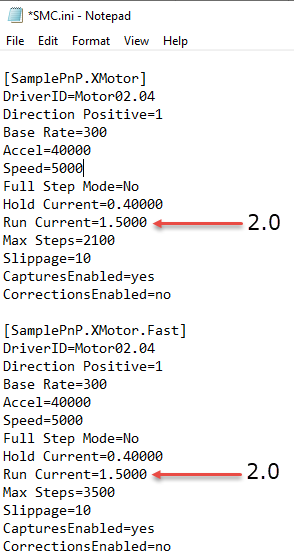 *SMC.ini - Notepad
File Edit Format View Help
[SamplePnP.XMotor]
DriverID=Motor02.04
Direction Positive=1
Base Rate=300
Accel=40000
Speed=5000
Full Step Mode=No
Hold Current=0.40000
Run Current=1.5000 2.0
Max Steps=2100
Slippage=10
CapturesEnabled=yes
CorrectionsEnabled=no
[SamplePnP.XMotor.Fast]
DriverID=Motor02.04
Direction Positive=1
Base Rate=300
Accel=40000
Speed=5000
Full Step Mode=No
Hold Current=0.40000
Run Current=1.5000 2.0
Max Steps=3500
Slippage=10
CapturesEnabled=yes
CorrectionsEnabled=no